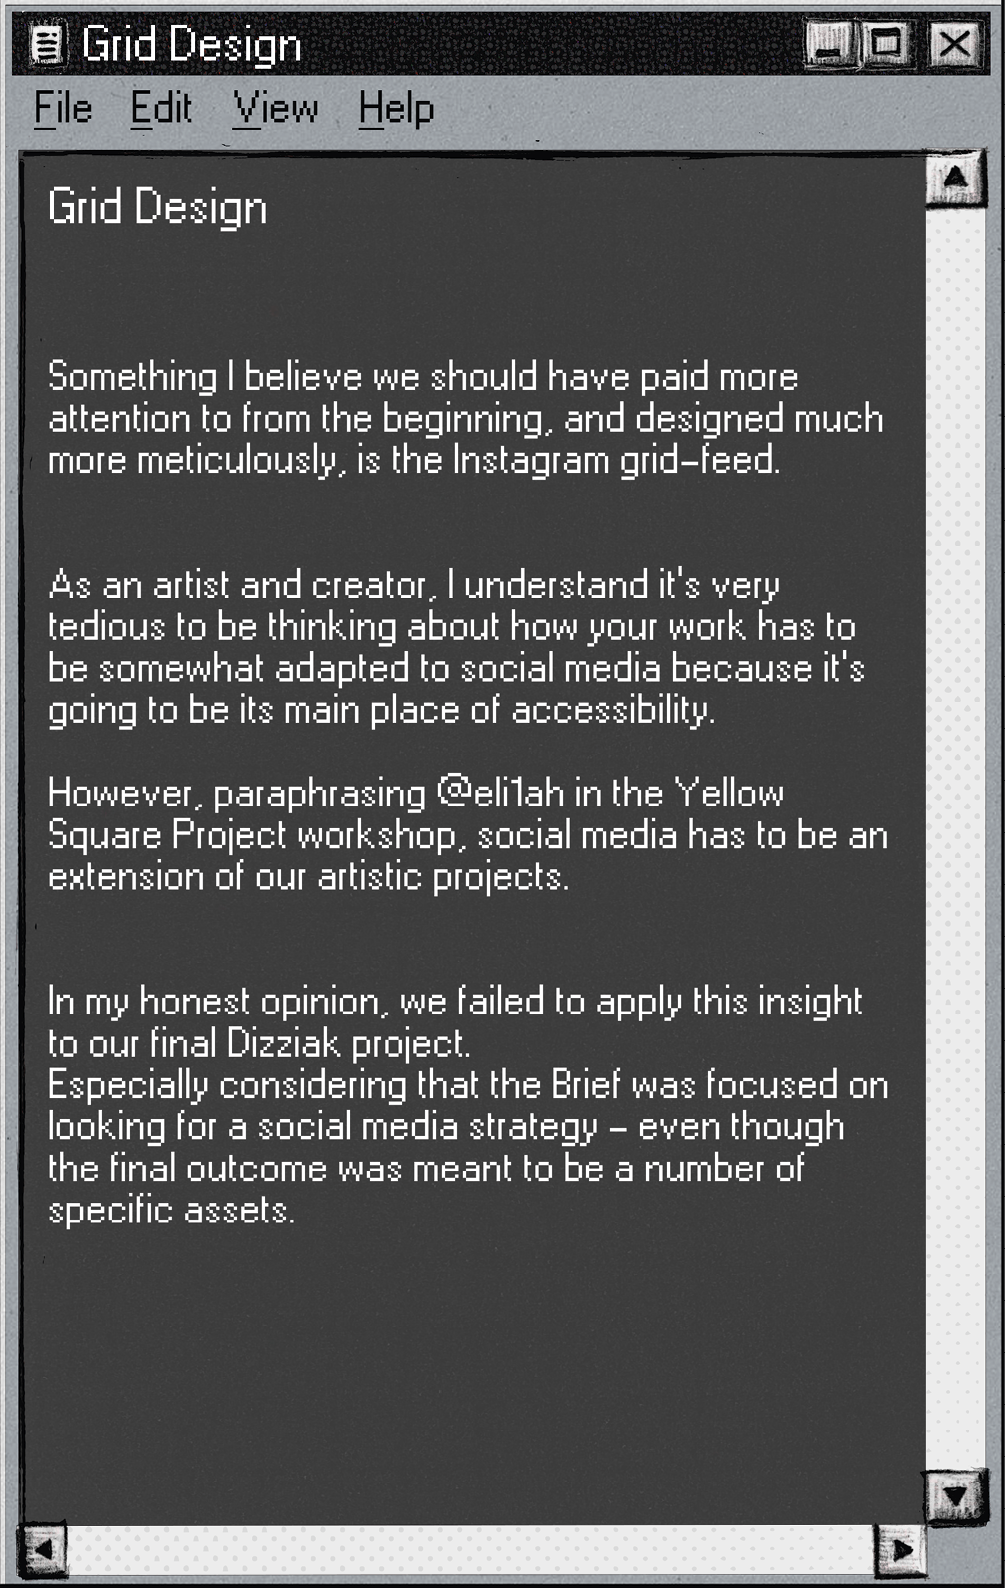 Grid Design
File Edit View Help
Grid Design
Something I believe we should have paid more
attention to from the beginning, and designed much
more meticulously, is the Instagram grid-feed.
As an artist and creator, I understand it's very
tedious to be thinking about how your work has to
be somewhat adapted to social media because it's
going to be its main place of accessibility.
However, paraphrasing @eli1ah in the Yellow
Square Project workshop, social media has to be an
extension of our artistic projects.
In my honest opinion, we failed to apply this insight
to our final Dizziak project.
Especially considering that the Brief was focused on
looking for a social media strategy - even though
the final outcome was meant to be a number of
specific assets.